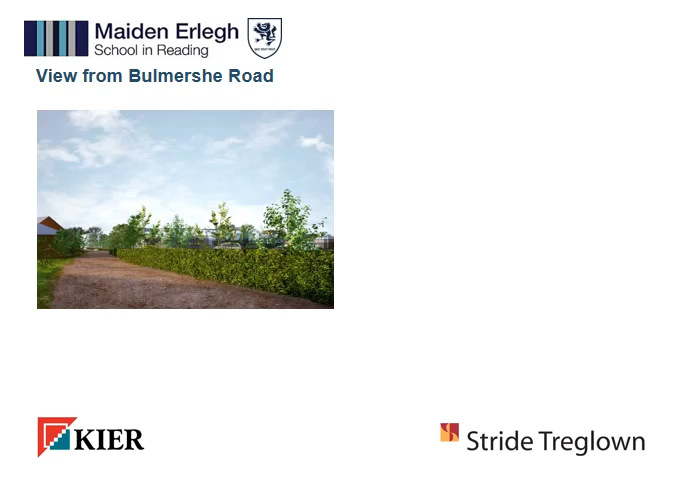 Maiden Erlegh
School in Reading
View from Bulmershe Road
KIER
Stride Treglown